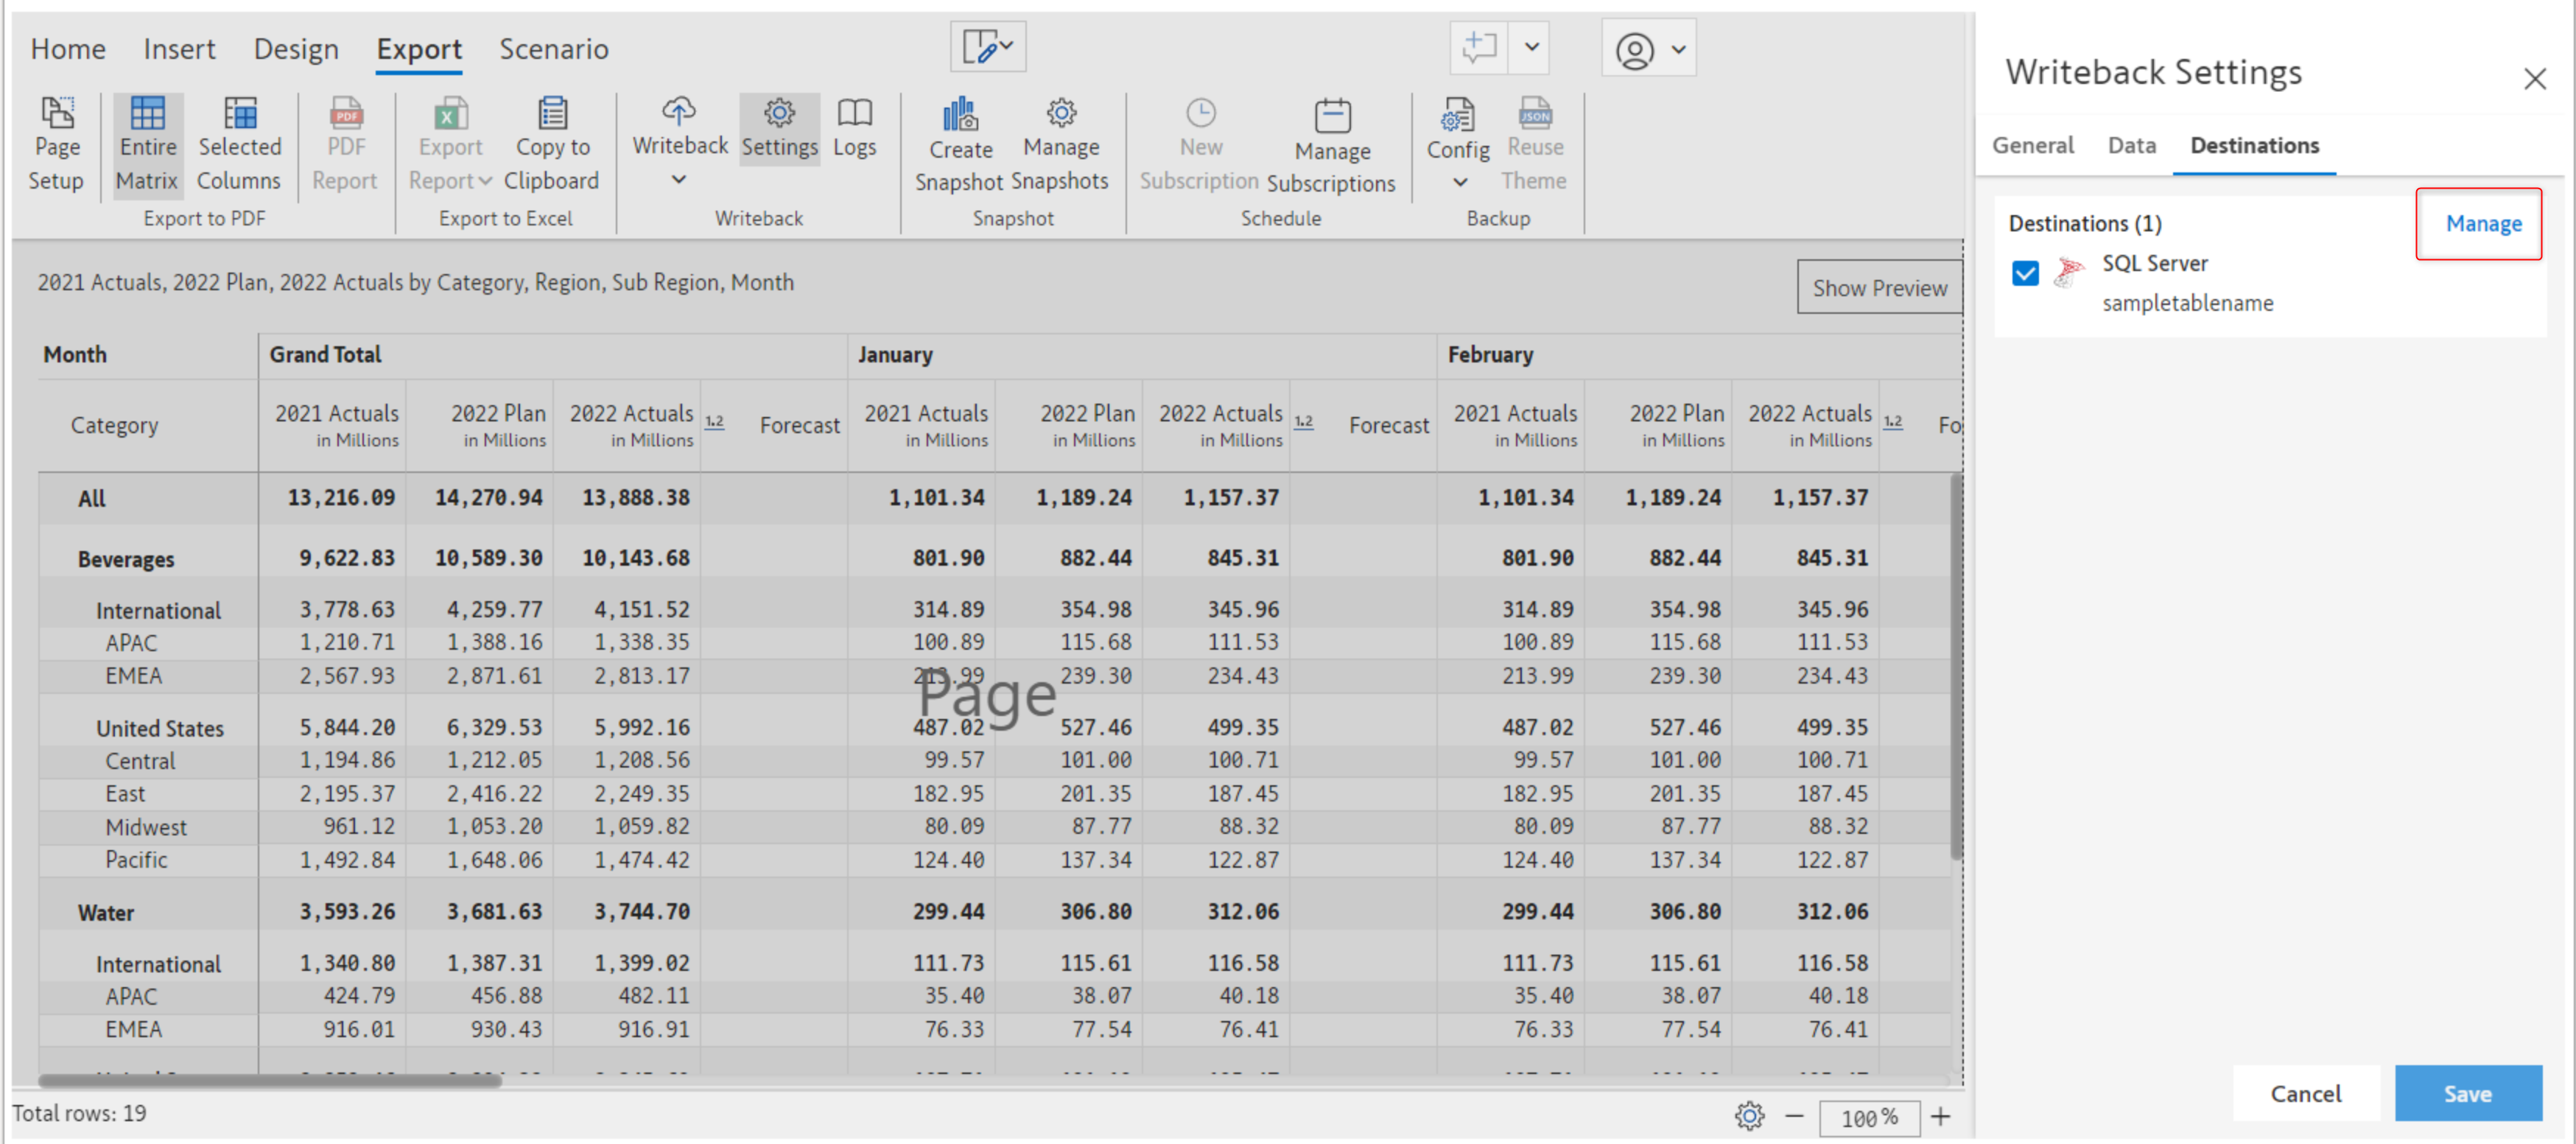 Home Insert Design Export Scenario
Page Setup
Entire Matrix
Selected Columns
PDF Report
Export Report
Copy to Clipboard
Writeback
Settings
Logs
Create Snapshot
Manage Snapshots
New Subscription
Manage Subscriptions
Config
Reuse Theme
Export to PDF Export to Excel Writeback Snapshot Schedule Backup
2021 Actuals, 2022 Plan, 2022 Actuals by Category, Region, Sub Region, Month
Show Preview
Month Grand Total January February
Category 2021 Actuals in Millions 2022 Plan in Millions 2022 Actuals in Millions 1.2 Forecast 2021 Actuals in Millions 2022 Plan in Millions 2022 Actuals in Millions 1.2 Forecast 2021 Actuals in Millions 2022 Plan in Millions 2022 Actuals in Millions 1.2 Fo
All 13,216.09 14,270.94 13,888.38 1,101.34 1,189.24 1,157.37 1,101.34 1,189.24 1,157.37
Beverages 9,622.83 10,589.30 10,143.68 801.90 882.44 845.31 801.90 882.44 845.31
International 3,778.63 4,259.77 4,151.52 314.89 354.98 345.96 314.89 354.98 345.96
APAC 1,210.71 1,388.16 1,338.35 100.89 115.68 111.53 100.89 115.68 111.53
EMEA 2,567.93 2,871.61 2,813.17 213.99 239.30 234.43 213.99 239.30 234.43
Page
United States 5,844.20 6,329.53 5,992.16 487.02 527.46 499.35 487.02 527.46 499.35
Central 1,194.86 1,212.05 1,208.56 99.57 101.00 100.71 99.57 101.00 100.71
East 2,195.37 2,416.22 2,249.35 182.95 201.35 187.45 182.95 201.35 187.45
Midwest 961.12 1,053.20 1,059.82 80.09 87.77 88.32 80.09 87.77 88.32
Pacific 1,492.84 1,648.06 1,474.42 124.40 137.34 122.87 124.40 137.34 122.87
Water 3,593.26 3,681.63 3,744.70 299.44 306.80 312.06 299.44 306.80 312.06
International 1,340.80 1,387.31 1,399.02 111.73 115.61 116.58 111.73 115.61 116.58
APAC 424.79 456.88 482.11 35.40 38.07 40.18 35.40 38.07 40.18
EMEA 916.01 930.43 916.91 76.33 77.54 76.41 76.33 77.54 76.41
Total rows: 19
100%
Writeback Settings
General Data Destinations
Destinations (1) Manage
SQL Server
sampletablename
Cancel Save